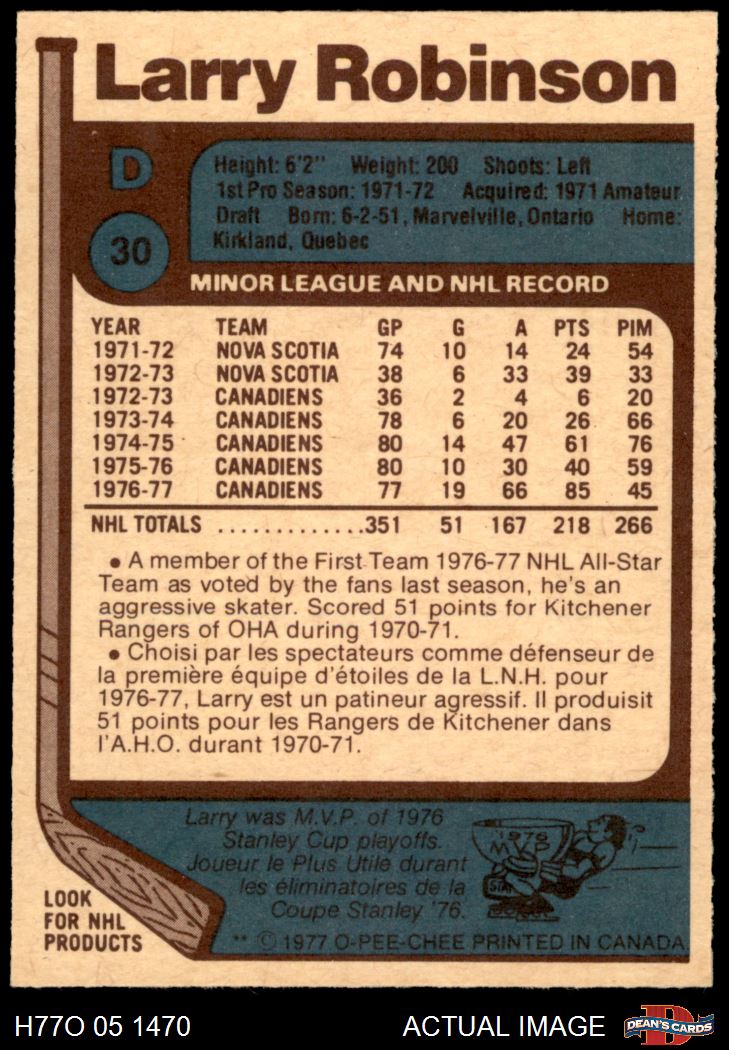 Larry Robinson
D
30
Height: 6'2" Weight: 200 Shoots: Left
1st Pro Season: 1971-72 Acquired: 1971 Amateur
Draft Born: 6-2-51, Marvelville, Ontario Home:
Kirkland, Quebec
MINOR LEAGUE AND NHL RECORD
YEAR TEAM GP G A PTS PIM
1971-72 NOVA SCOTIA 74 10 14 24 54
1972-73 NOVA SCOTIA 38 6 33 39 33
1972-73 CANADIENS 36 2 4 6 20
1973-74 CANADIENS 78 6 20 26 66
1974-75 CANADIENS 80 14 47 61 76
1975-76 CANADIENS 80 10 30 40 59
1976-77 CANADIENS 77 19 66 85 45
NHL TOTALS .............351 51 167 218 266
• A member of the First Team 1976-77 NHL All-Star
Team as voted by the fans last season, he's an
aggressive skater. Scored 51 points for Kitchener
Rangers of OHA during 1970-71.
• Choisi par les spectateurs comme défenseur de
la première équipe d'étoiles de la L.N.H. pour
1976-77, Larry est un patineur agressif. Il produisit
51 points pour les Rangers de Kitchener dans
l'A.H.O. durant 1970-71.
Larry was M.V.P. of 1976
Stanley Cup playoffs.
Joueur le Plus Utile durant
les éliminatoires de la
Coupe Stanley '76.
1976
MVP
LOOK
FOR NHL
PRODUCTS
** © 1977 O-PEE-CHEE PRINTED IN CANADA
H77O 05 1470
ACTUAL IMAGE
DEAN'S CARDS